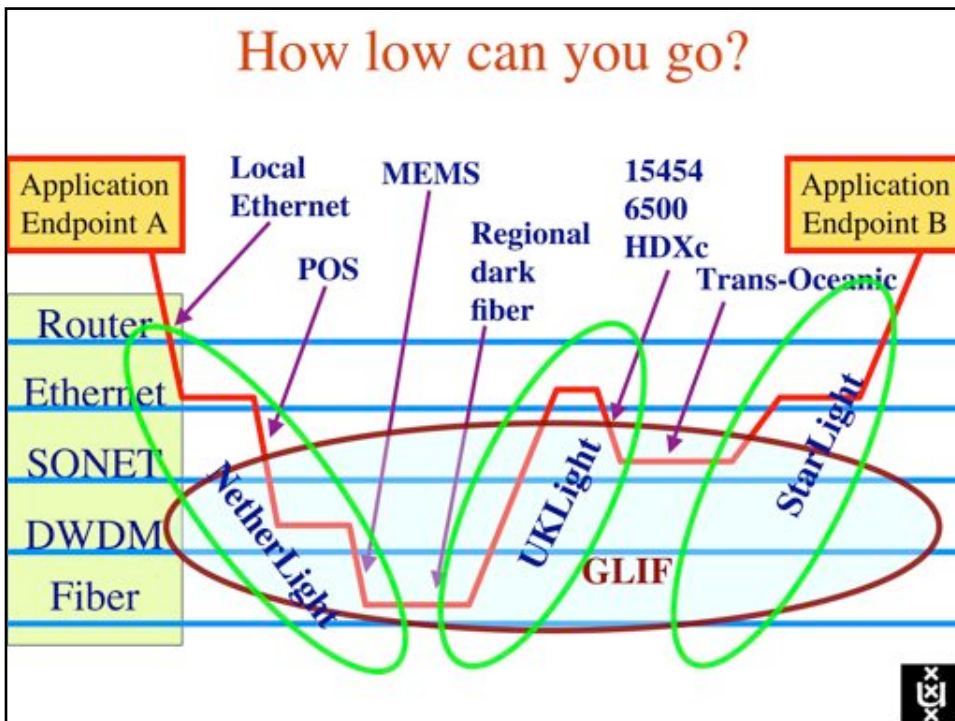 How low can you go?
Application
Endpoint A
Local
Ethernet
MEMS
15454
6500
HDXc
Application
Endpoint B
POS
Regional
dark
fiber
Trans-Oceanic
Router
Ethernet
SONET
DWDM
Fiber
NetherLight
UKLight
StarLight
GLIF